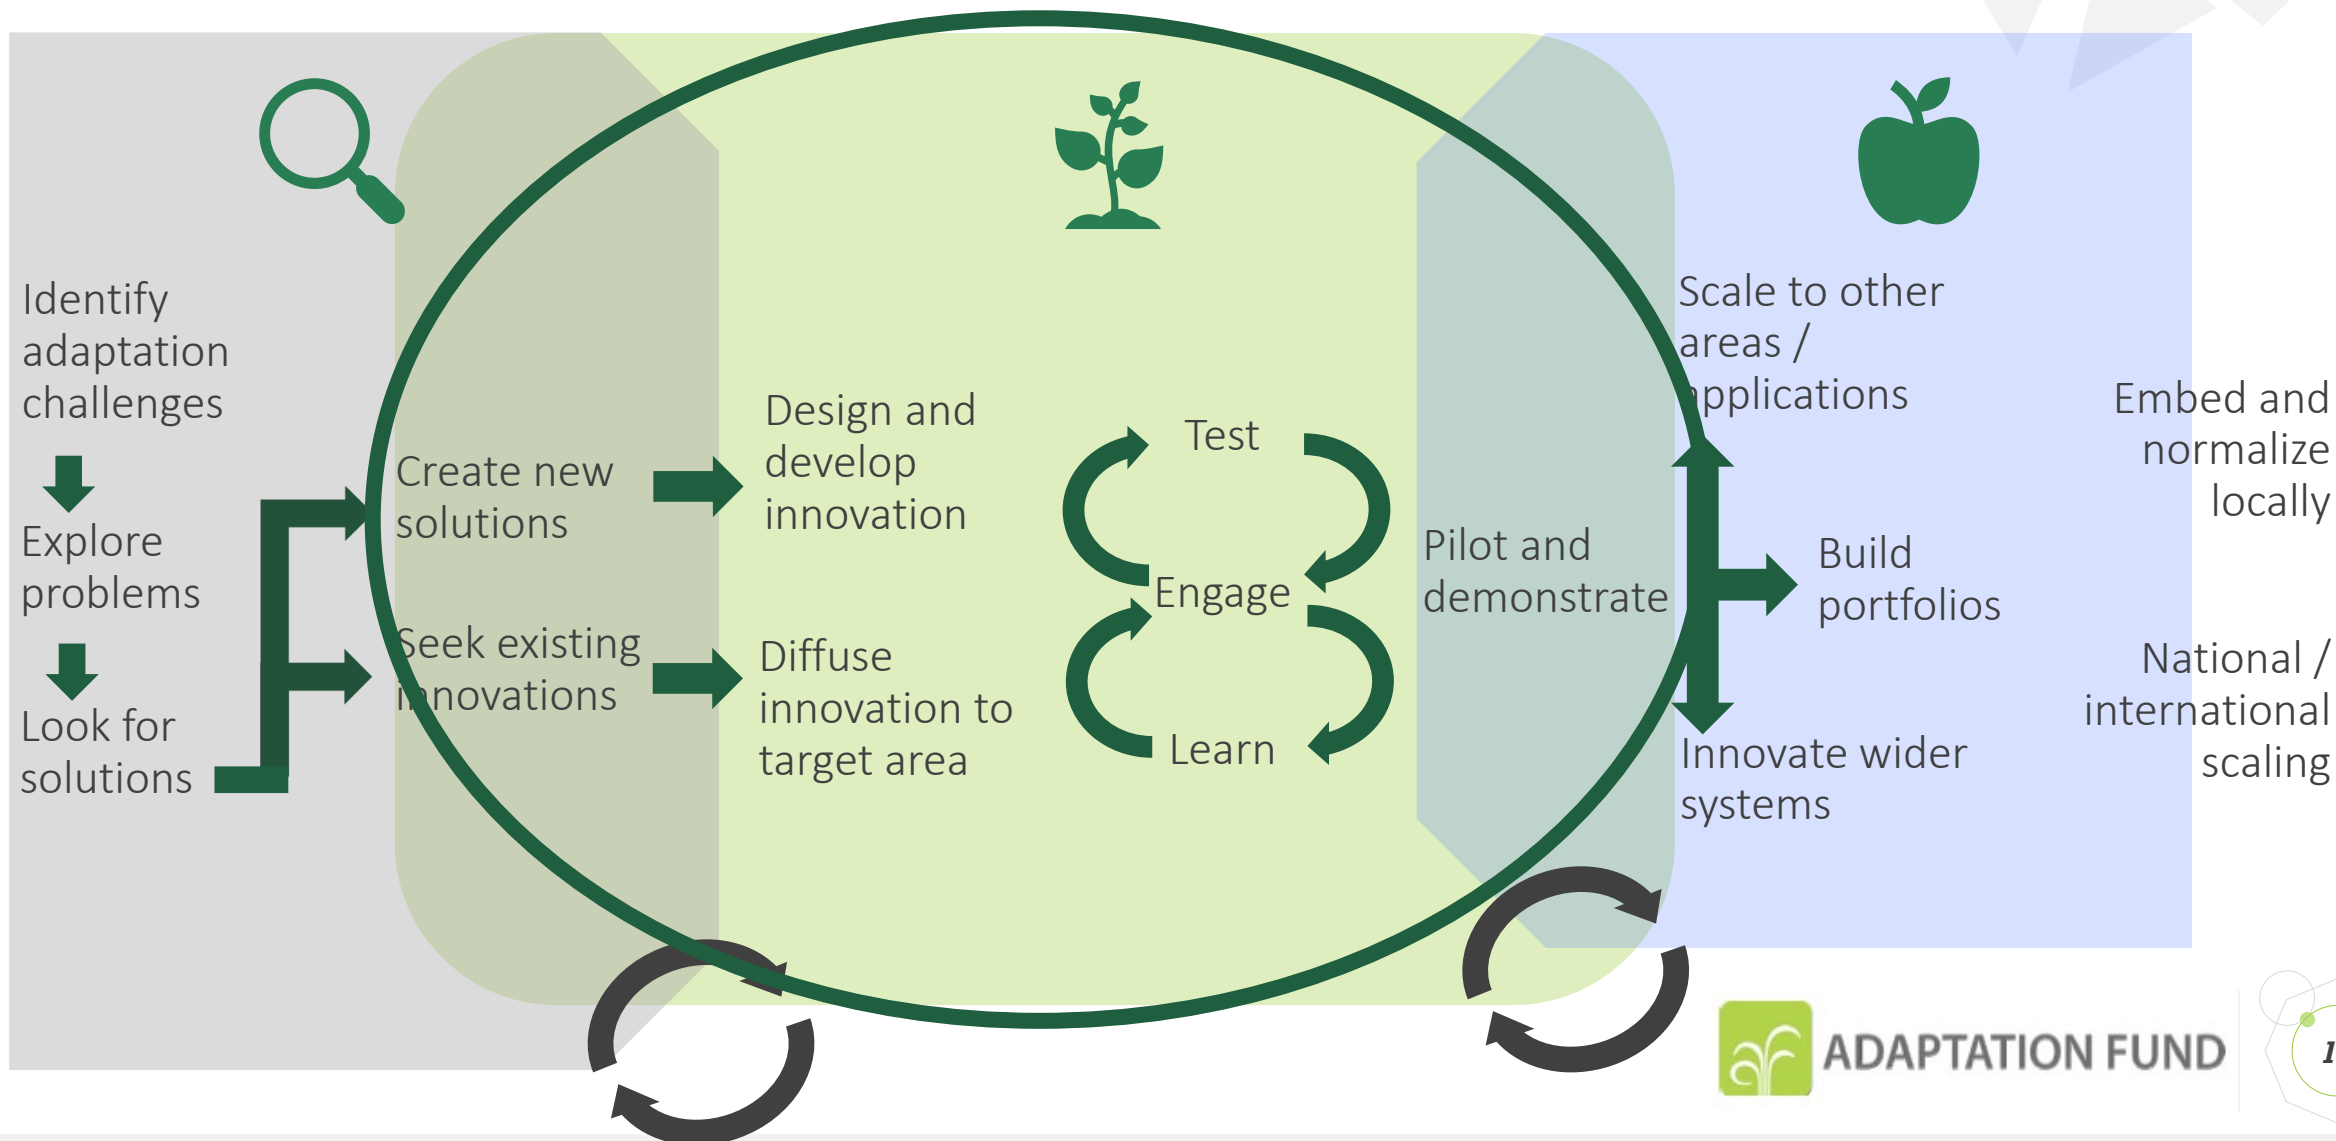 Identify
adaptation
challenges
Explore
problems
Look for
solutions
Create new
solutions
Seek existing
innovations
Design and
develop
innovation
Diffuse
innovation to
target area
Test
Engage
Learn
Pilot and
demonstrate
Scale to other
areas /
applications
Build
portfolios
Innovate wider
systems
Embed and
normalize
locally
National /
international
scaling
ADAPTATION FUND